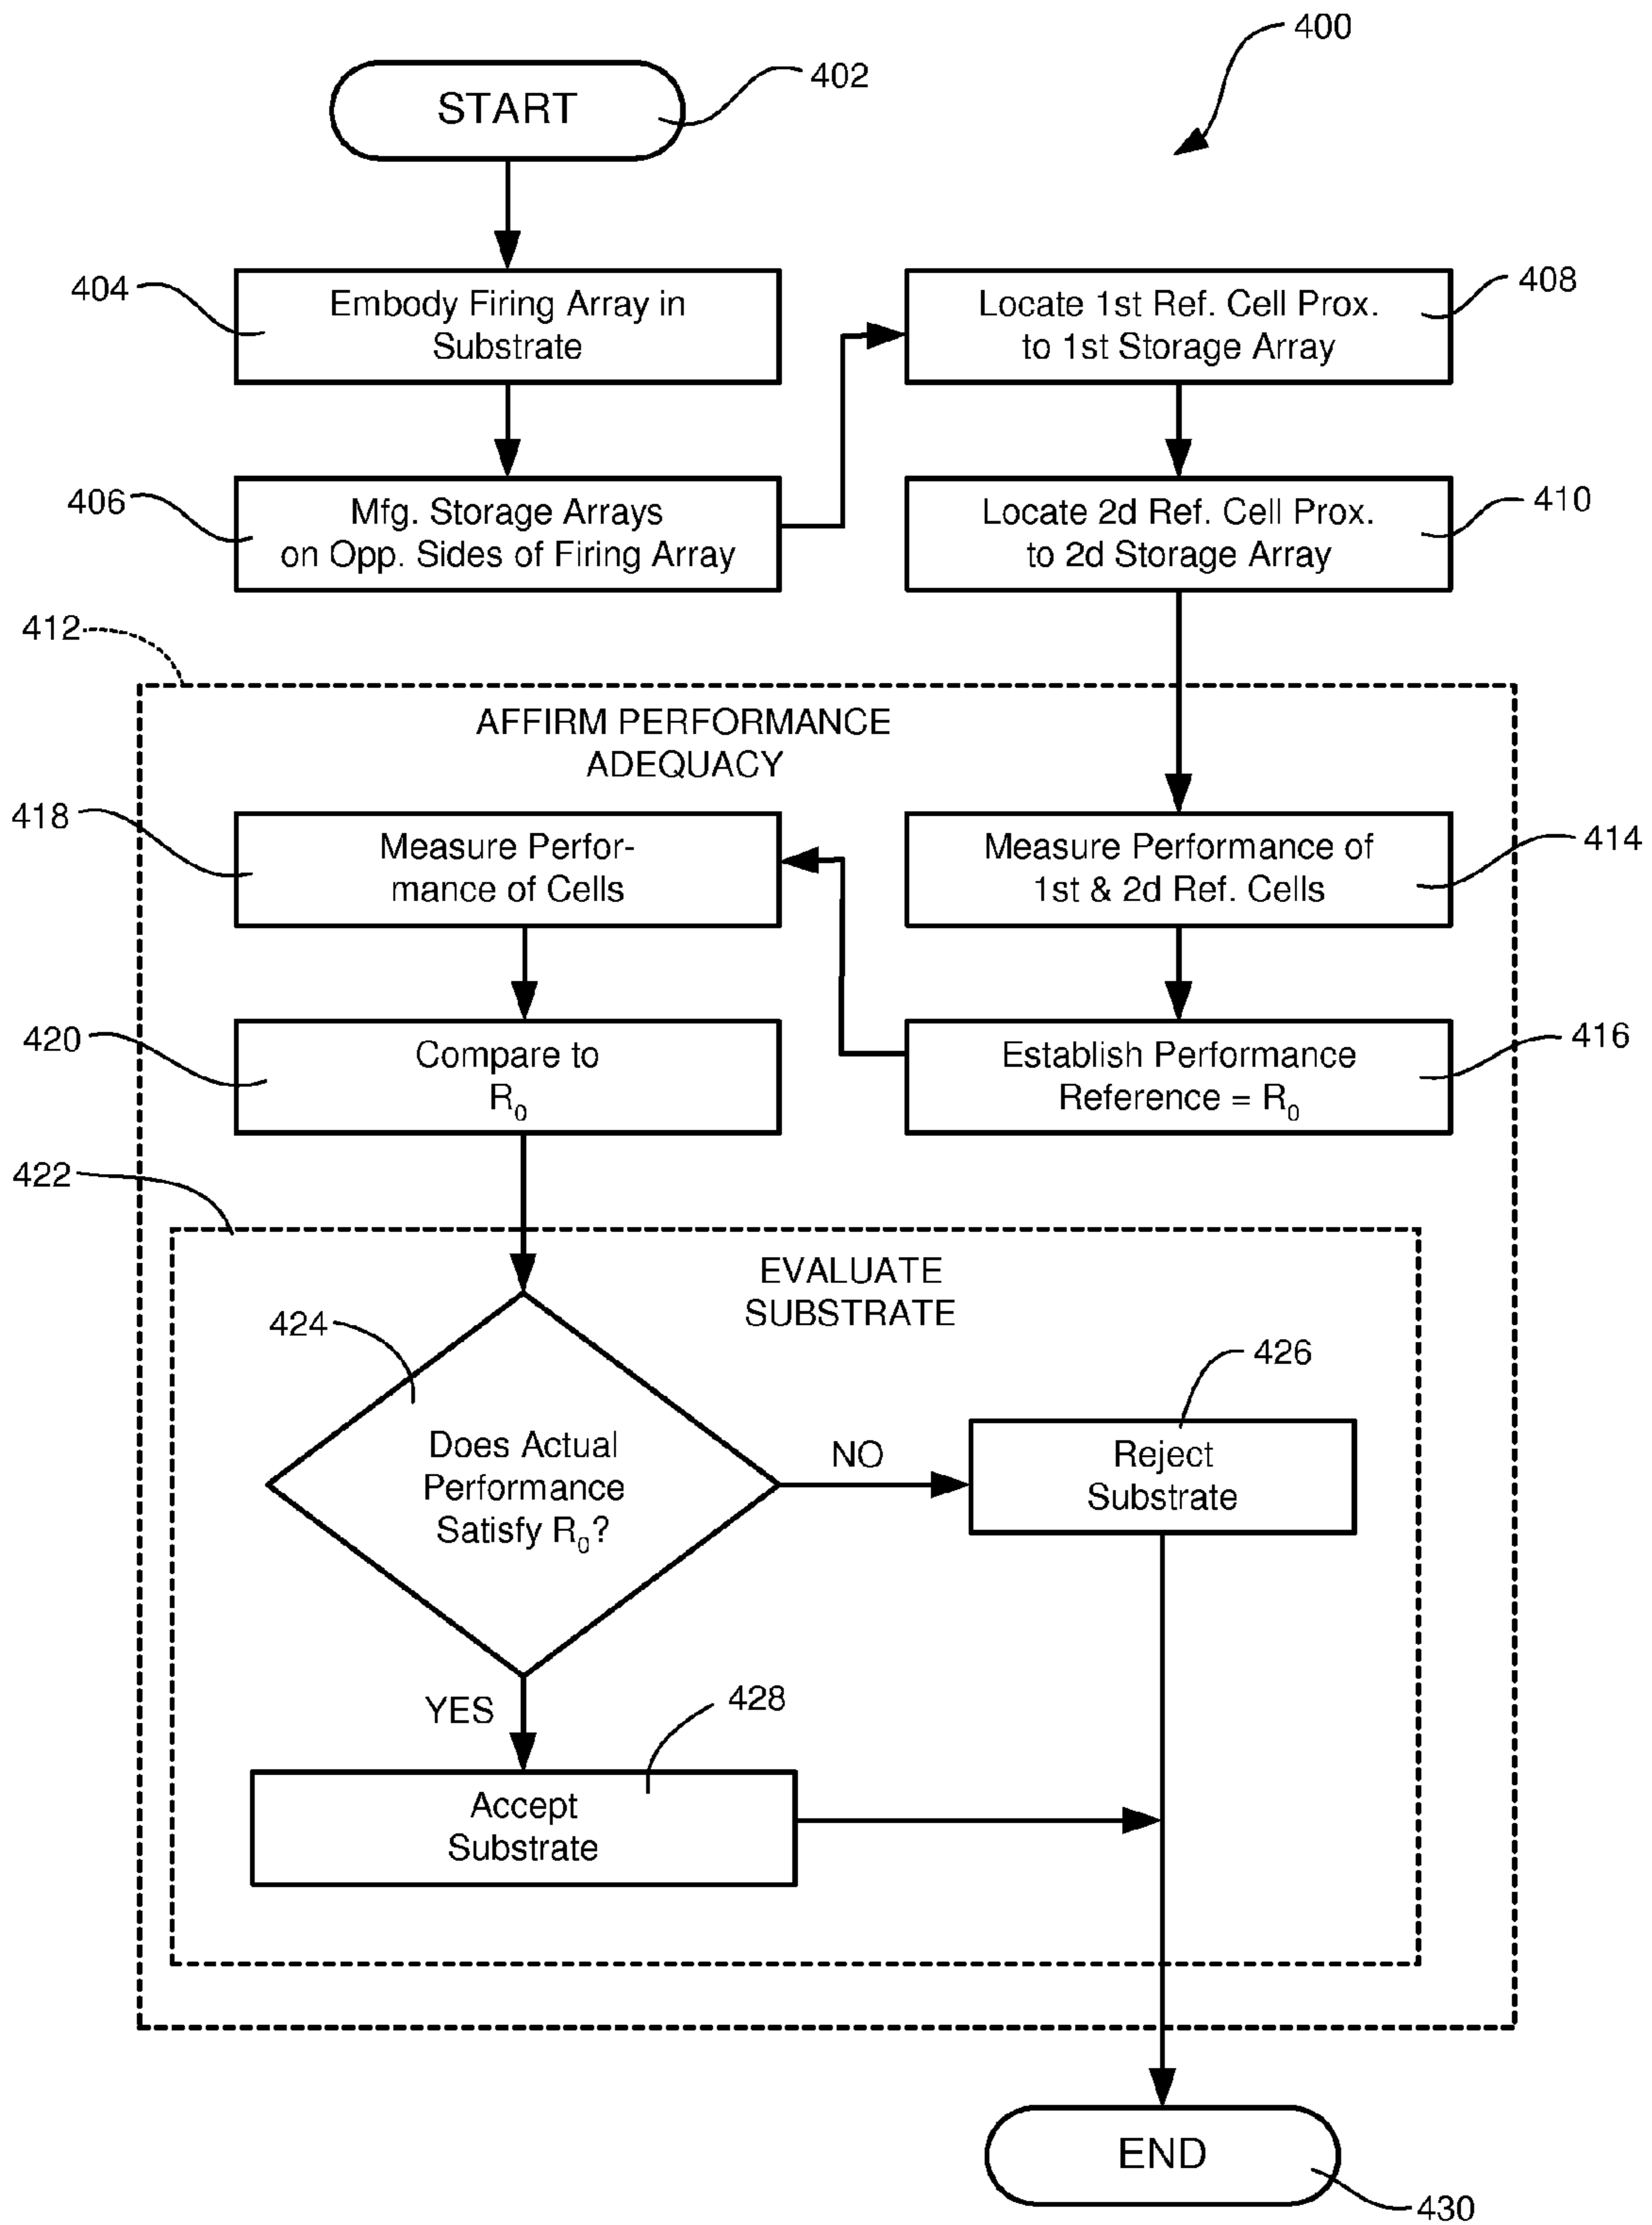 400
START
402
404
Embody Firing Array in
Substrate
408
Locate 1st Ref. Cell Prox.
to 1st Storage Array
406
Mfg. Storage Arrays
on Opp. Sides of Firing Array
410
Locate 2d Ref. Cell Prox.
to 2d Storage Array
412
AFFIRM PERFORMANCE
ADEQUACY
414
Measure Performance of
1st & 2d Ref. Cells
416
Establish Performance
Reference = R₀
418
Measure Perfor-
mance of Cells
420
Compare to
R₀
422
EVALUATE
SUBSTRATE
424
Does Actual
Performance
Satisfy R₀?
NO
426
Reject
Substrate
YES
428
Accept
Substrate
END
430